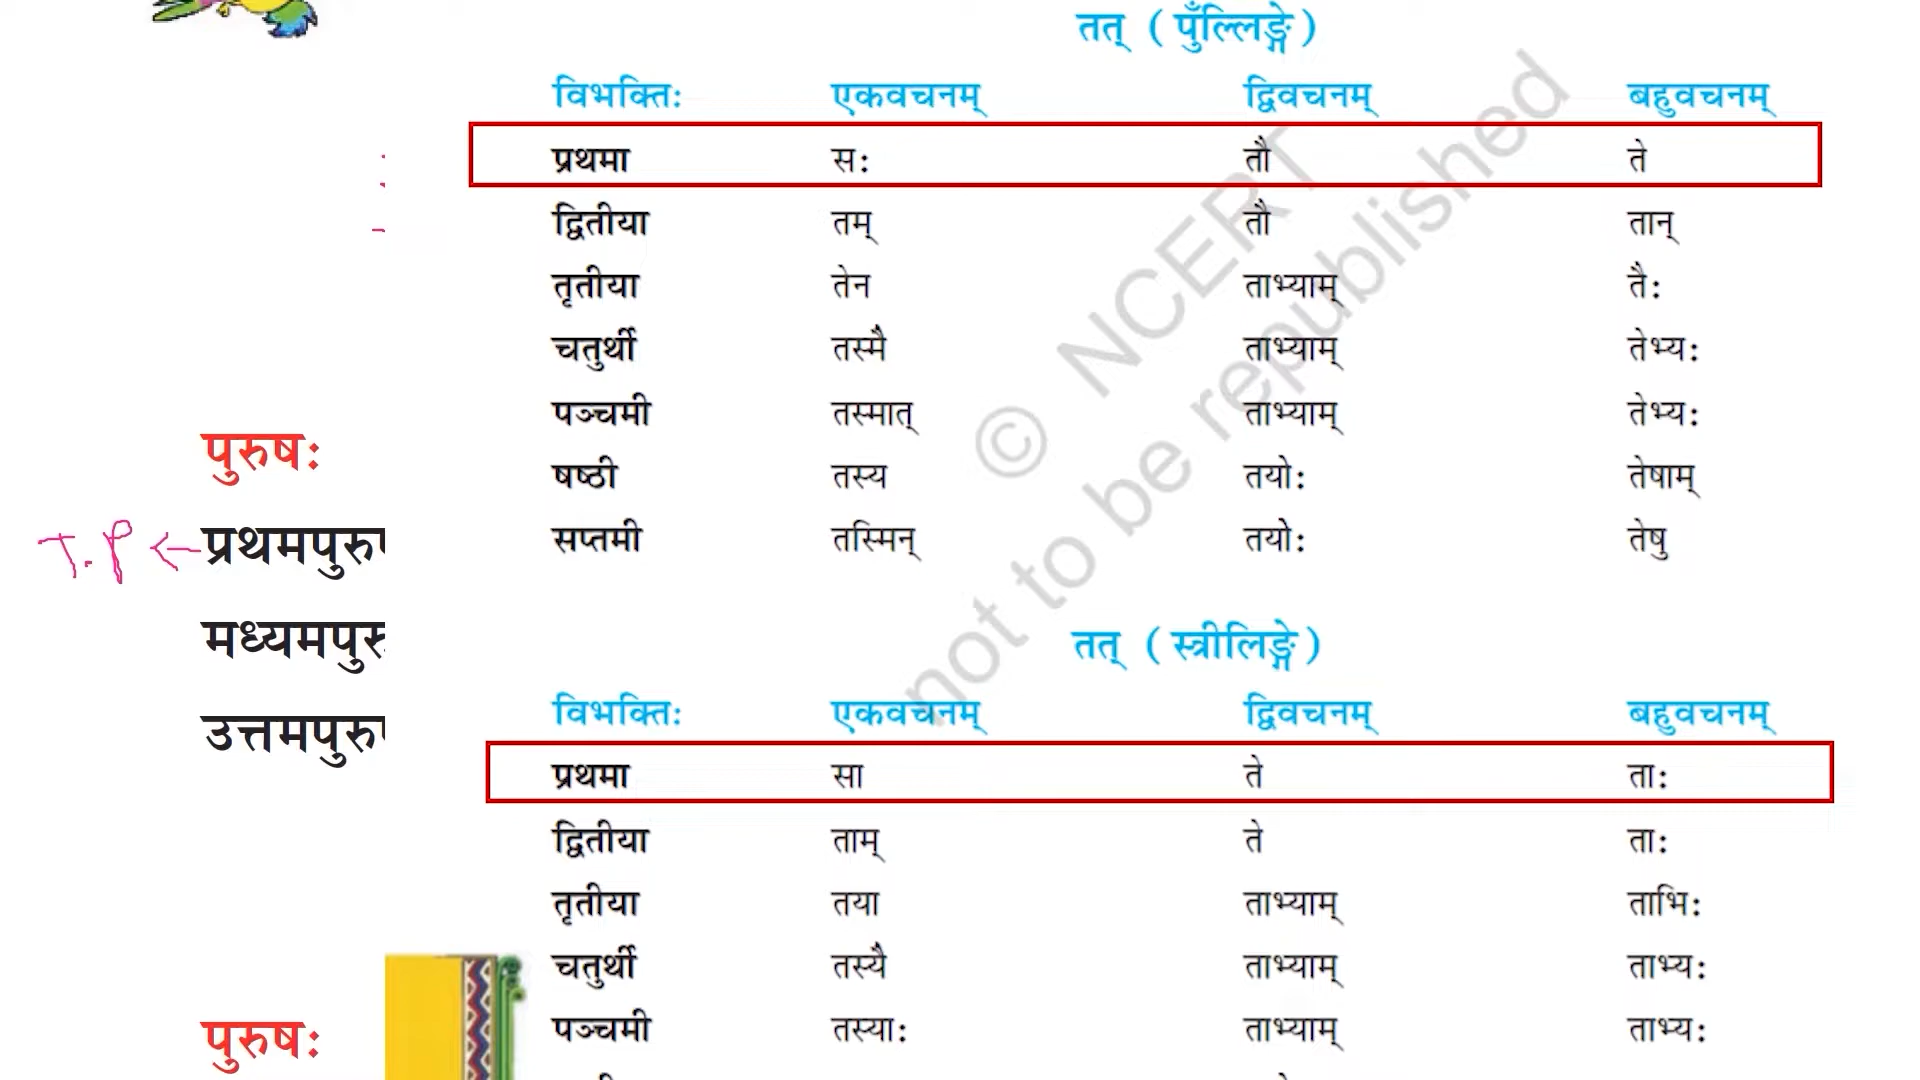 तत् ( पुँल्लिङ्गे )
विभक्तिः एकवचनम् द्विवचनम् बहुवचनम्
प्रथमा सः तौ ते
द्वितीया तम् तौ तान्
तृतीया तेन ताभ्याम् तैः
चतुर्थी तस्मै ताभ्याम् तेभ्यः
पञ्चमी तस्मात् ताभ्याम् तेभ्यः
षष्ठी तस्य तयोः तेषाम्
सप्तमी तस्मिन् तयोः तेषु
तत् ( स्त्रीलिङ्गे )
विभक्तिः एकवचनम् द्विवचनम् बहुवचनम्
प्रथमा सा ते ताः
द्वितीया ताम् ते ताः
तृतीया तया ताभ्याम् ताभिः
चतुर्थी तस्यै ताभ्याम् ताभ्यः
पञ्चमी तस्याः ताभ्याम् ताभ्यः
पुरुषः
T.P
पुरुषः
© NCERT
not to be republished